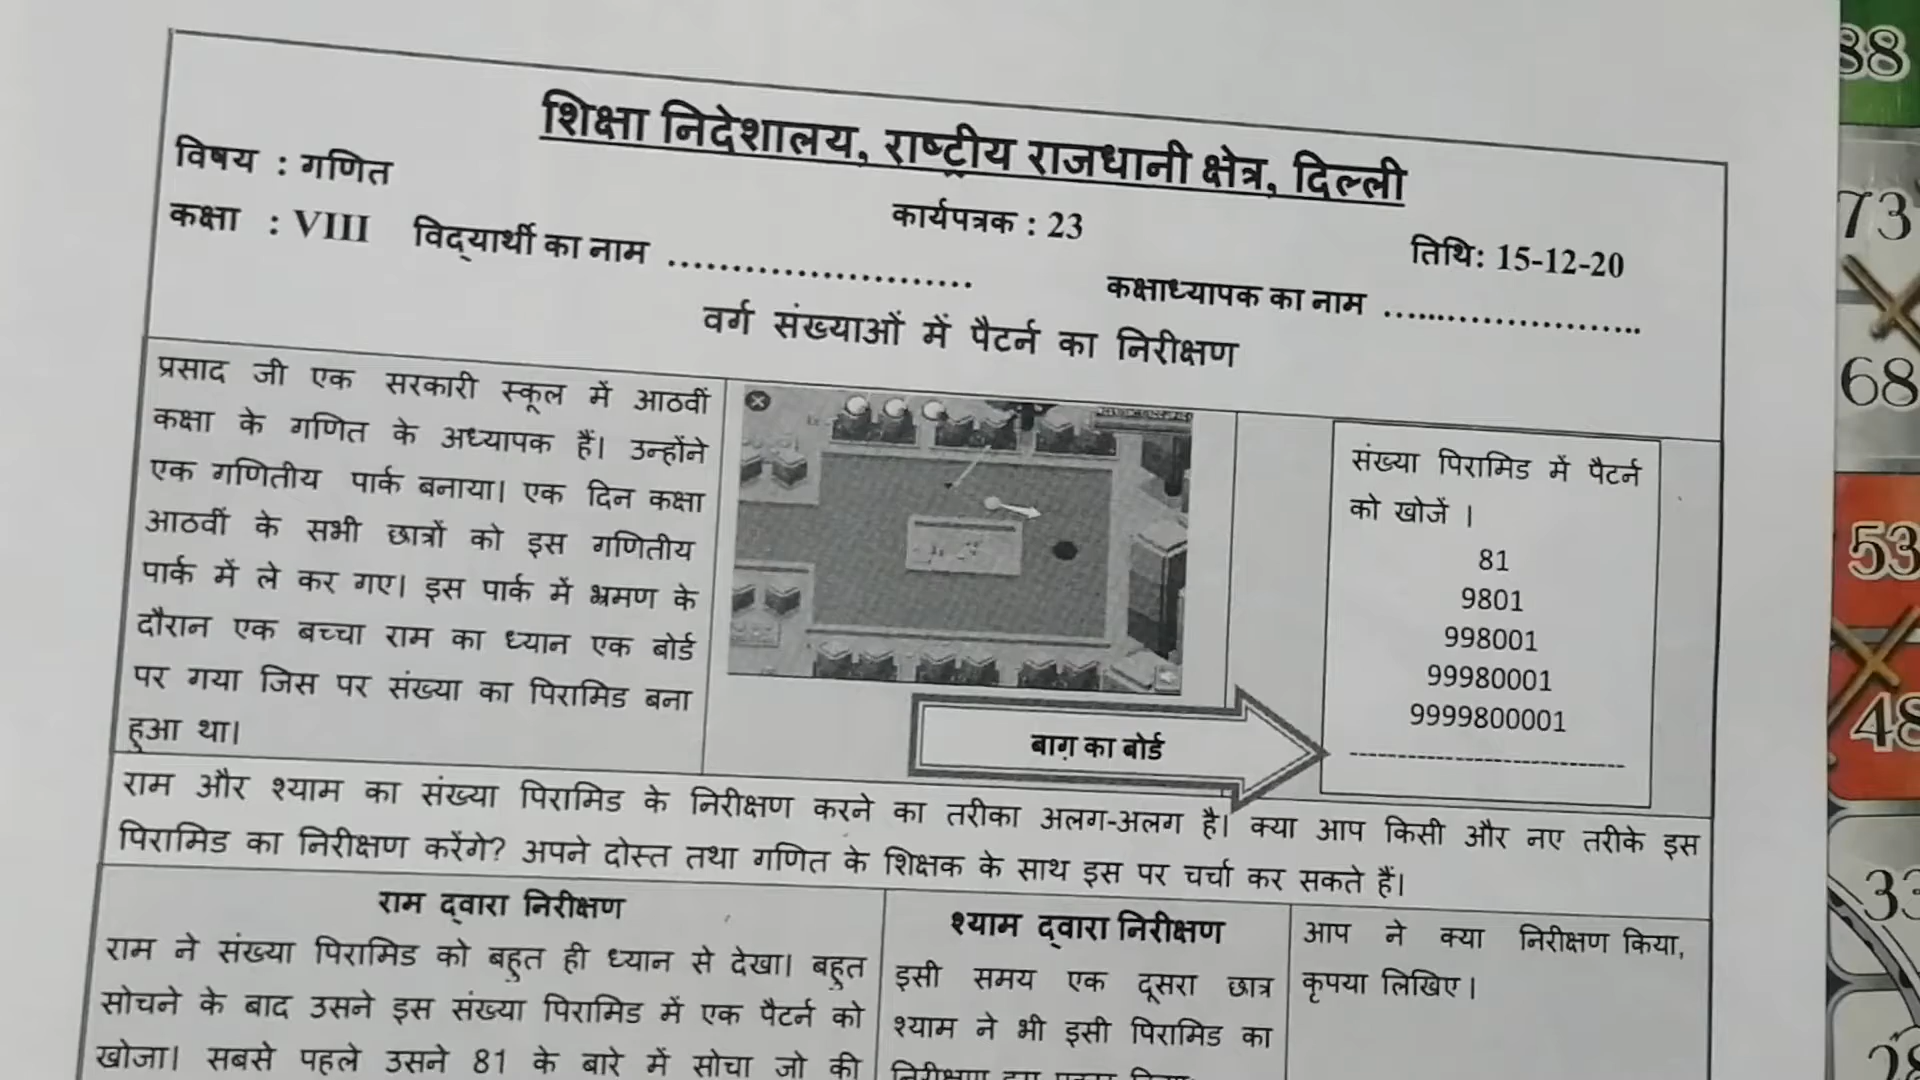 शिक्षा निदेशालय, राष्ट्रीय राजधानी क्षेत्र, दिल्ली
विषय : गणित
कार्यपत्रक : 23
तिथि: 15-12-20
कक्षा : VIII विद्यार्थी का नाम ........................
कक्षाध्यापक का नाम ........................
वर्ग संख्याओं में पैटर्न का निरीक्षण
प्रसाद जी एक सरकारी स्कूल में आठवीं
कक्षा के गणित के अध्यापक हैं। उन्होंने
एक गणितीय पार्क बनाया। एक दिन कक्षा
आठवीं के सभी छात्रों को इस गणितीय
पार्क में ले कर गए। इस पार्क में भ्रमण के
दौरान एक बच्चा राम का ध्यान एक बोर्ड
पर गया जिस पर संख्या का पिरामिड बना
हुआ था।
बाग़ का बोर्ड
संख्या पिरामिड में पैटर्न
को खोजें ।
81
9801
998001
99980001
9999800001
राम और श्याम का संख्या पिरामिड के निरीक्षण करने का तरीका अलग-अलग है। क्या आप किसी और नए तरीके इस
पिरामिड का निरीक्षण करेंगे? अपने दोस्त तथा गणित के शिक्षक के साथ इस पर चर्चा कर सकते हैं।
राम द्वारा निरीक्षण
राम ने संख्या पिरामिड को बहुत ही ध्यान से देखा। बहुत
सोचने के बाद उसने इस संख्या पिरामिड में एक पैटर्न को
खोजा। सबसे पहले उसने 81 के बारे में सोचा जो की
श्याम द्वारा निरीक्षण
इसी समय एक दूसरा छात्र
श्याम ने भी इसी पिरामिड का
आप ने क्या निरीक्षण किया,
कृपया लिखिए ।
88
73
68
53
48
33
28